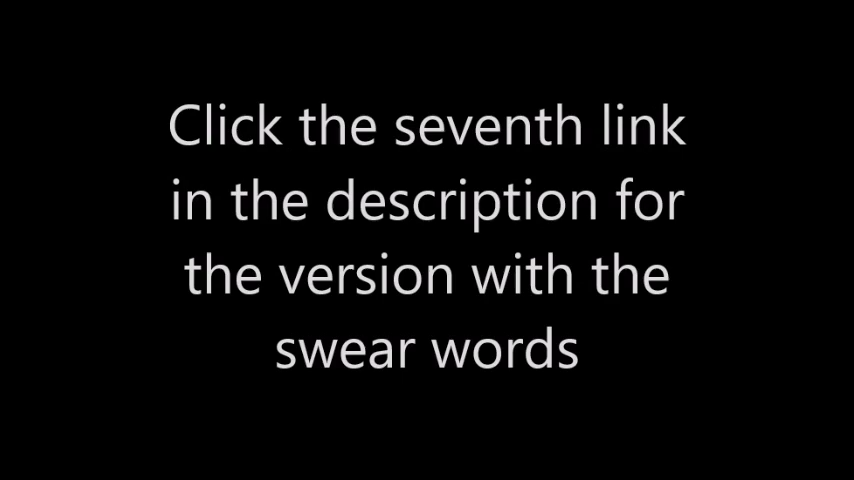 Click the seventh link
in the description for
the version with the
swear words